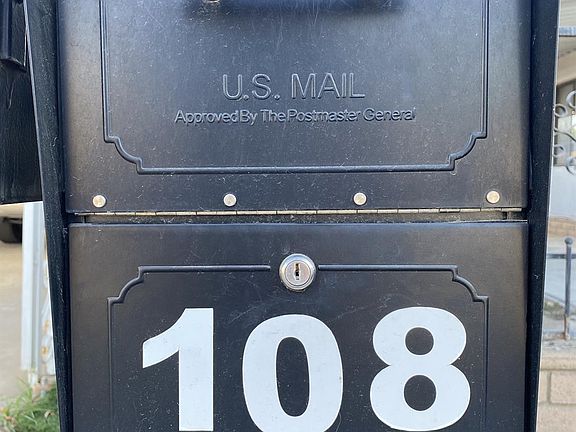 U.S. MAIL
Approved By The Postmaster General
108